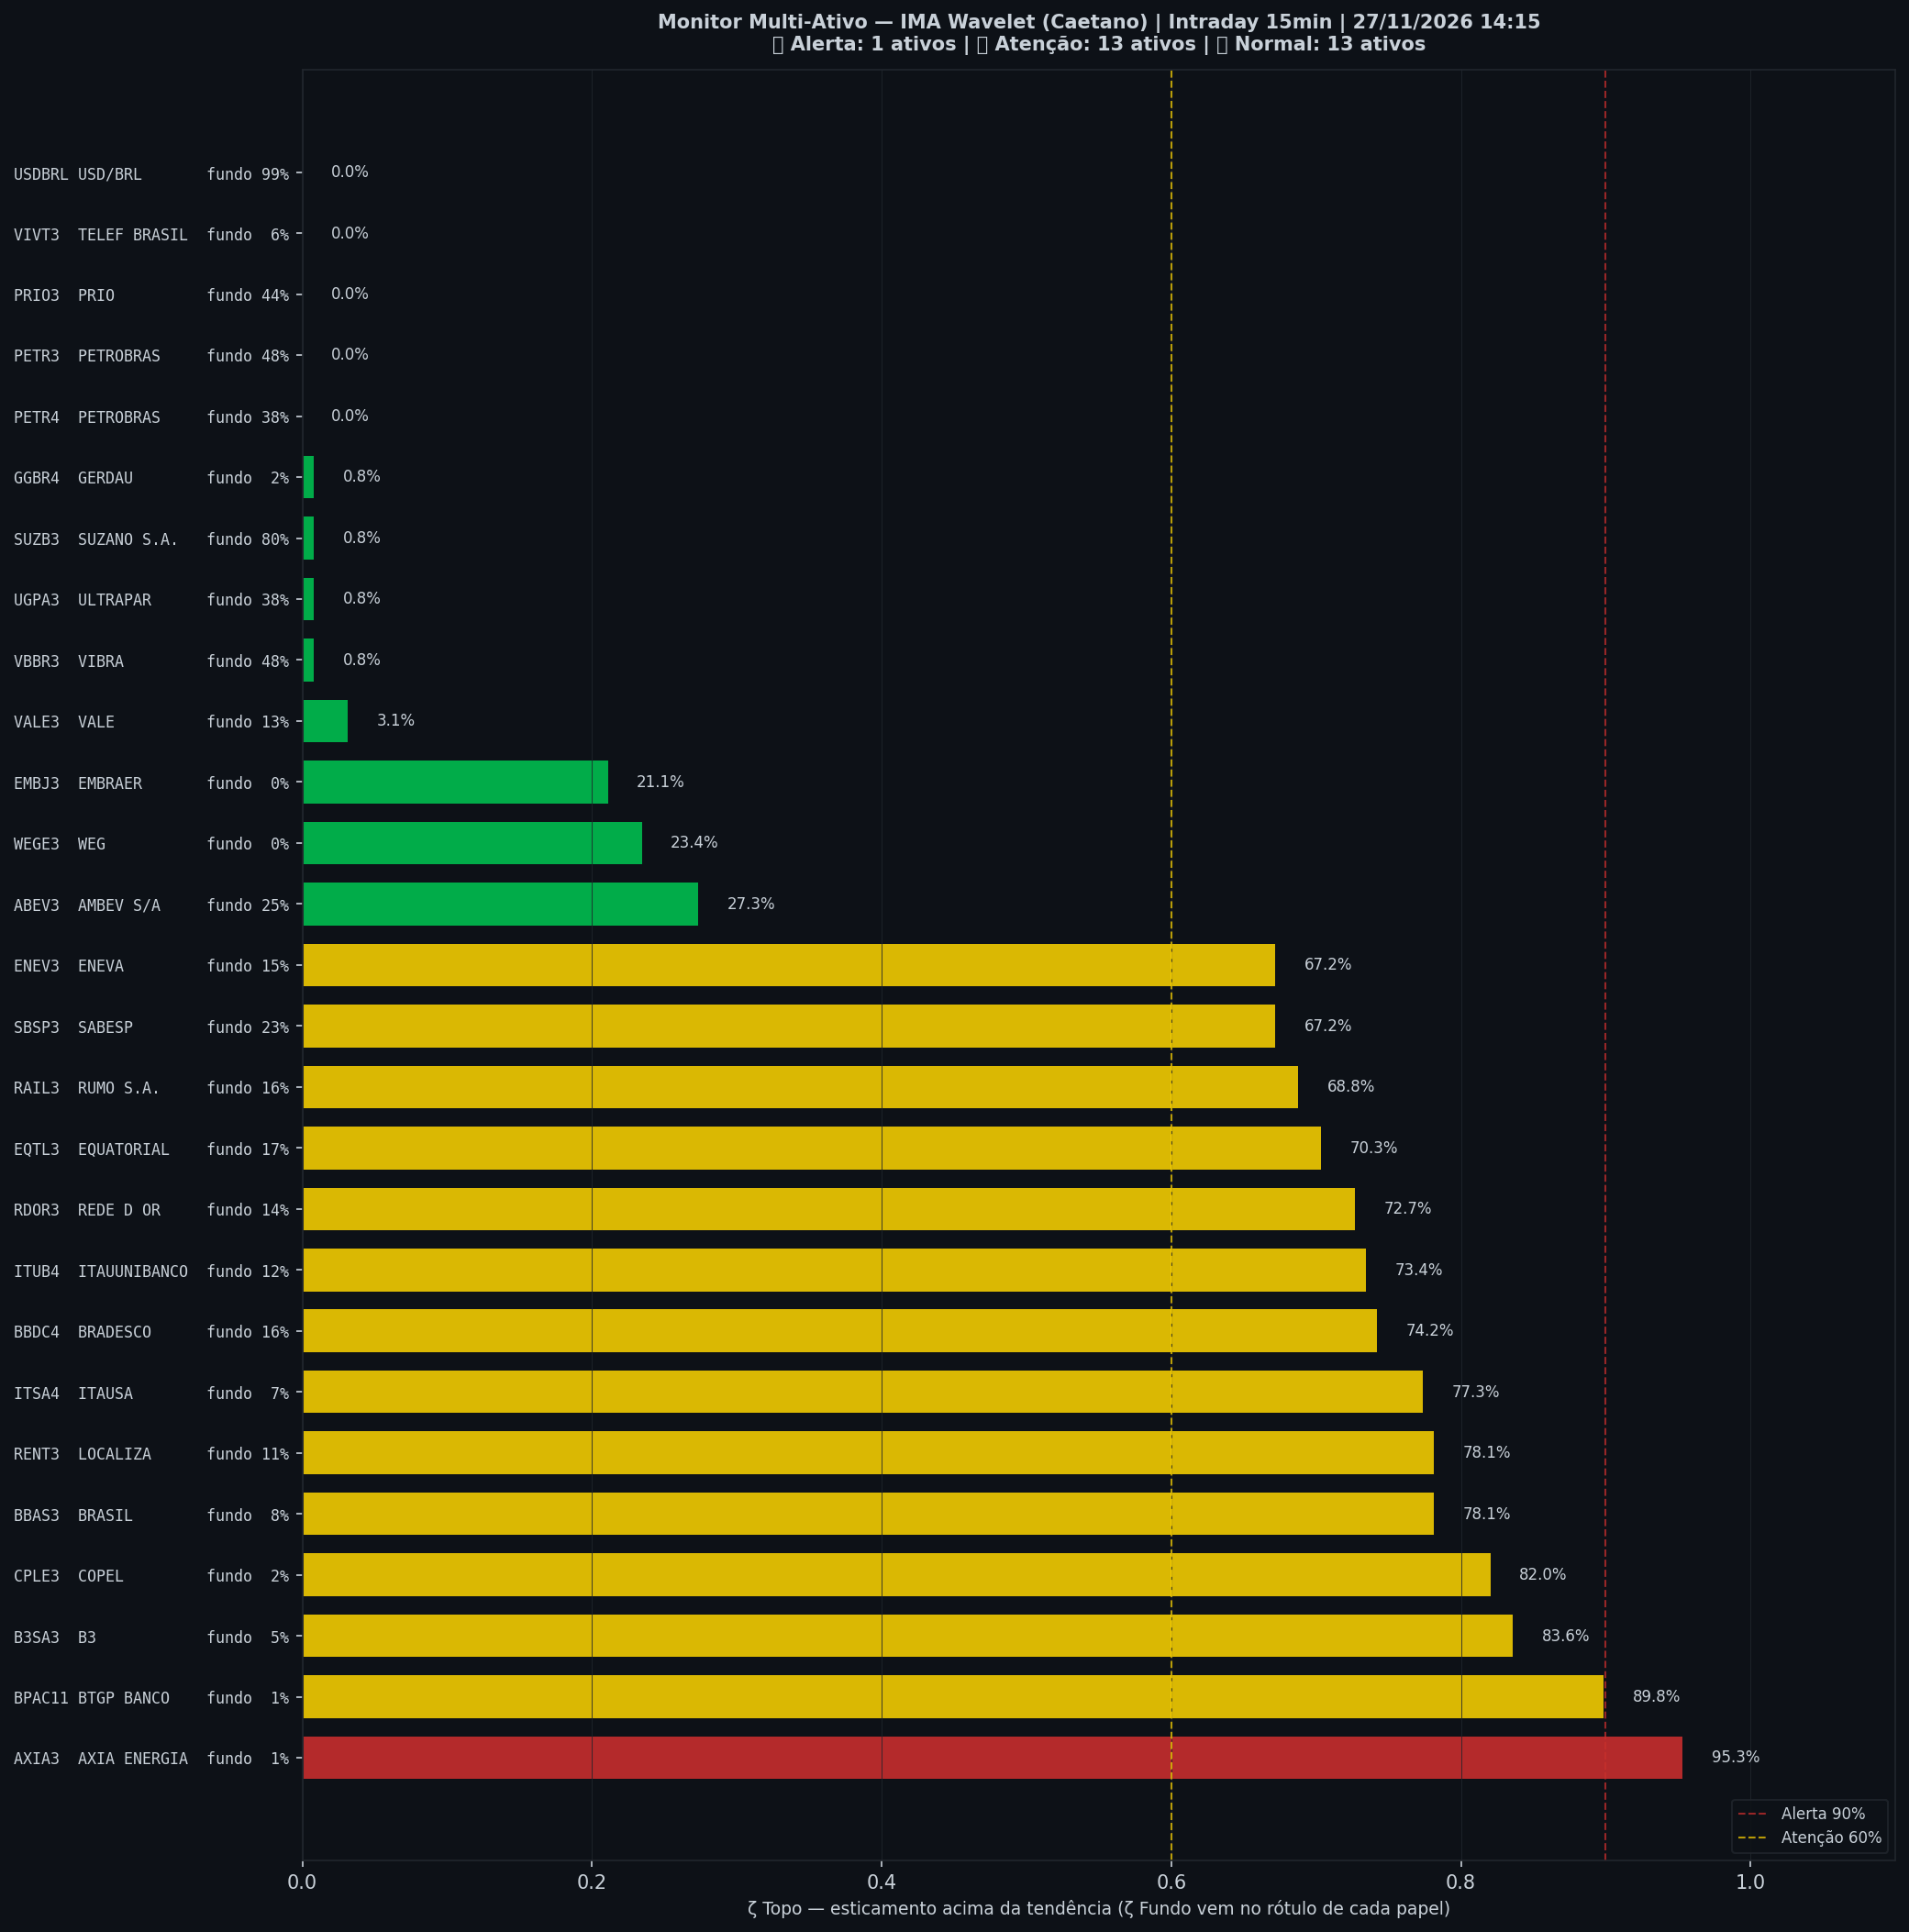 Monitor Multi-Ativo — IMA Wavelet (Caetano) | Intraday 15min | 27/11/2026 14:15
▯ Alerta: 1 ativos | ▯ Atenção: 13 ativos | ▯ Normal: 13 ativos
USDBRL USD/BRL fundo 99% 0.0%
VIVT3 TELEF BRASIL fundo 6% 0.0%
PRIO3 PRIO fundo 44% 0.0%
PETR3 PETROBRAS fundo 48% 0.0%
PETR4 PETROBRAS fundo 38% 0.0%
GGBR4 GERDAU fundo 2% 0.8%
SUZB3 SUZANO S.A. fundo 80% 0.8%
UGPA3 ULTRAPAR fundo 38% 0.8%
VBBR3 VIBRA fundo 48% 0.8%
VALE3 VALE fundo 13% 3.1%
EMBJ3 EMBRAER fundo 0% 21.1%
WEGE3 WEG fundo 0% 23.4%
ABEV3 AMBEV S/A fundo 25% 27.3%
ENEV3 ENEVA fundo 15% 67.2%
SBSP3 SABESP fundo 23% 67.2%
RAIL3 RUMO S.A. fundo 16% 68.8%
EQTL3 EQUATORIAL fundo 17% 70.3%
RDOR3 REDE D OR fundo 14% 72.7%
ITUB4 ITAUUNIBANCO fundo 12% 73.4%
BBDC4 BRADESCO fundo 16% 74.2%
ITSA4 ITAUSA fundo 7% 77.3%
RENT3 LOCALIZA fundo 11% 78.1%
BBAS3 BRASIL fundo 8% 78.1%
CPLE3 COPEL fundo 2% 82.0%
B3SA3 B3 fundo 5% 83.6%
BPAC11 BTGP BANCO fundo 1% 89.8%
AXIA3 AXIA ENERGIA fundo 1% 95.3%
Alerta 90%
Atenção 60%
0.0 0.2 0.4 0.6 0.8 1.0
ζ Topo — esticamento acima da tendência (ζ Fundo vem no rótulo de cada papel)